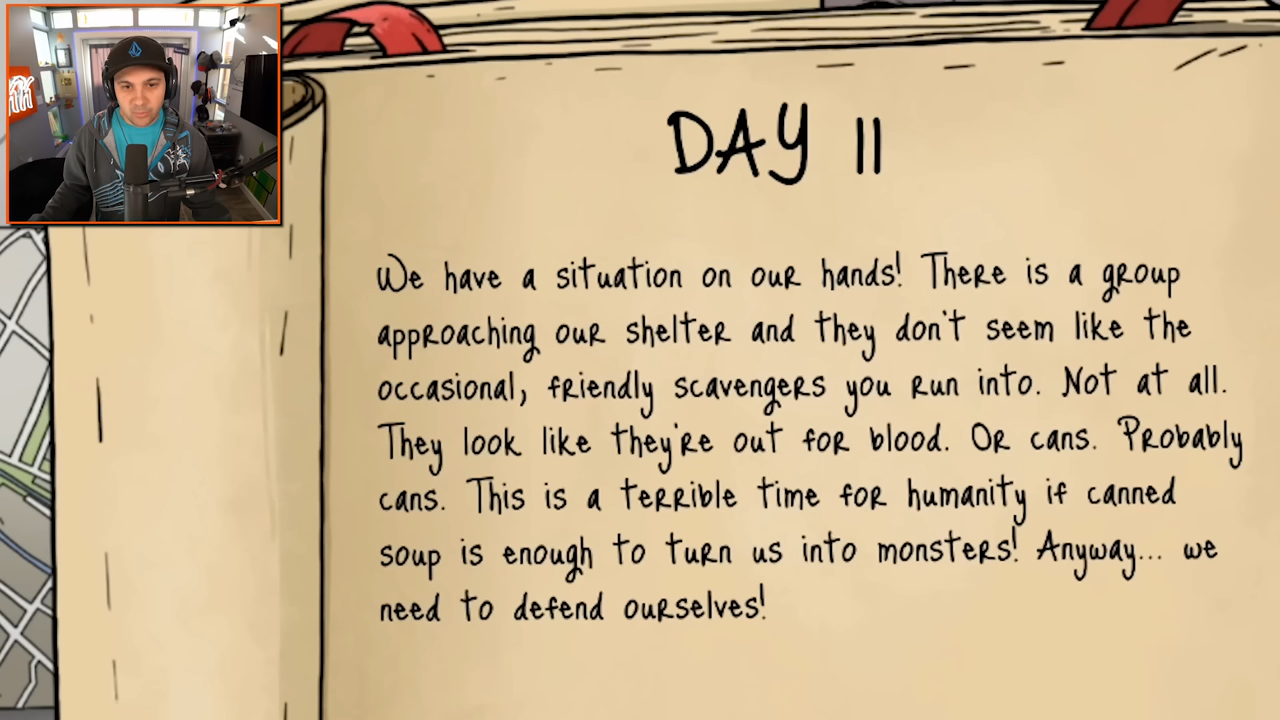 DAY 11
We have a situation on our hands! There is a group
approaching our shelter and they don't seem like the
occasional, friendly scavengers you run into. Not at all.
They look like they're out for blood. Or cans. Probably
cans. This is a terrible time for humanity if canned
soup is enough to turn us into monsters! Anyway... we
need to defend ourselves!